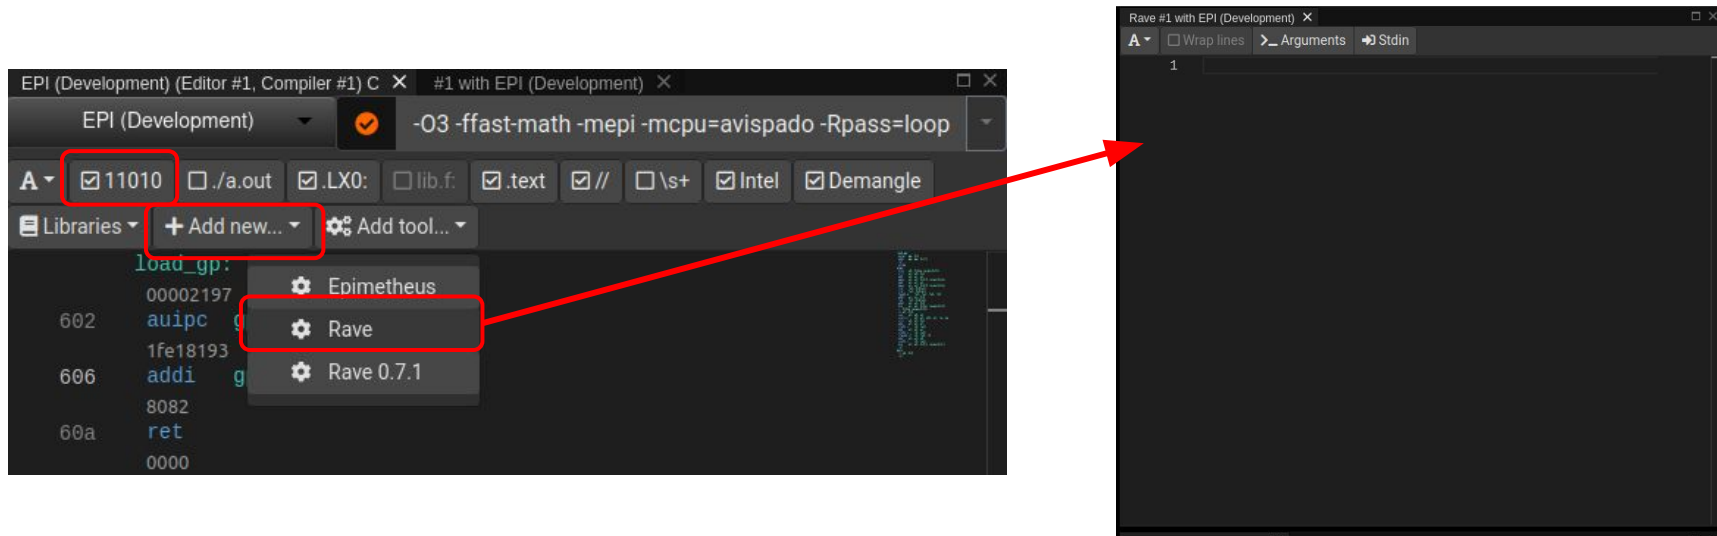 Rave #1 with EPI (Development)
A Wrap lines >_ Arguments Stdin
1
EPI (Development) (Editor #1, Compiler #1) C #1 with EPI (Development)
EPI (Development) -O3 -ffast-math -mepi -mcpu=avispado -Rpass=loop
A 11010 ./a.out .LX0: lib.f: .text // \s+ Intel Demangle
Libraries + Add new... Add tool...
load_gp:
Epimetheus
00002197
602 auipc g
Rave
1fe18193
606 addi g
Rave 0.7.1
8082
60a ret
0000